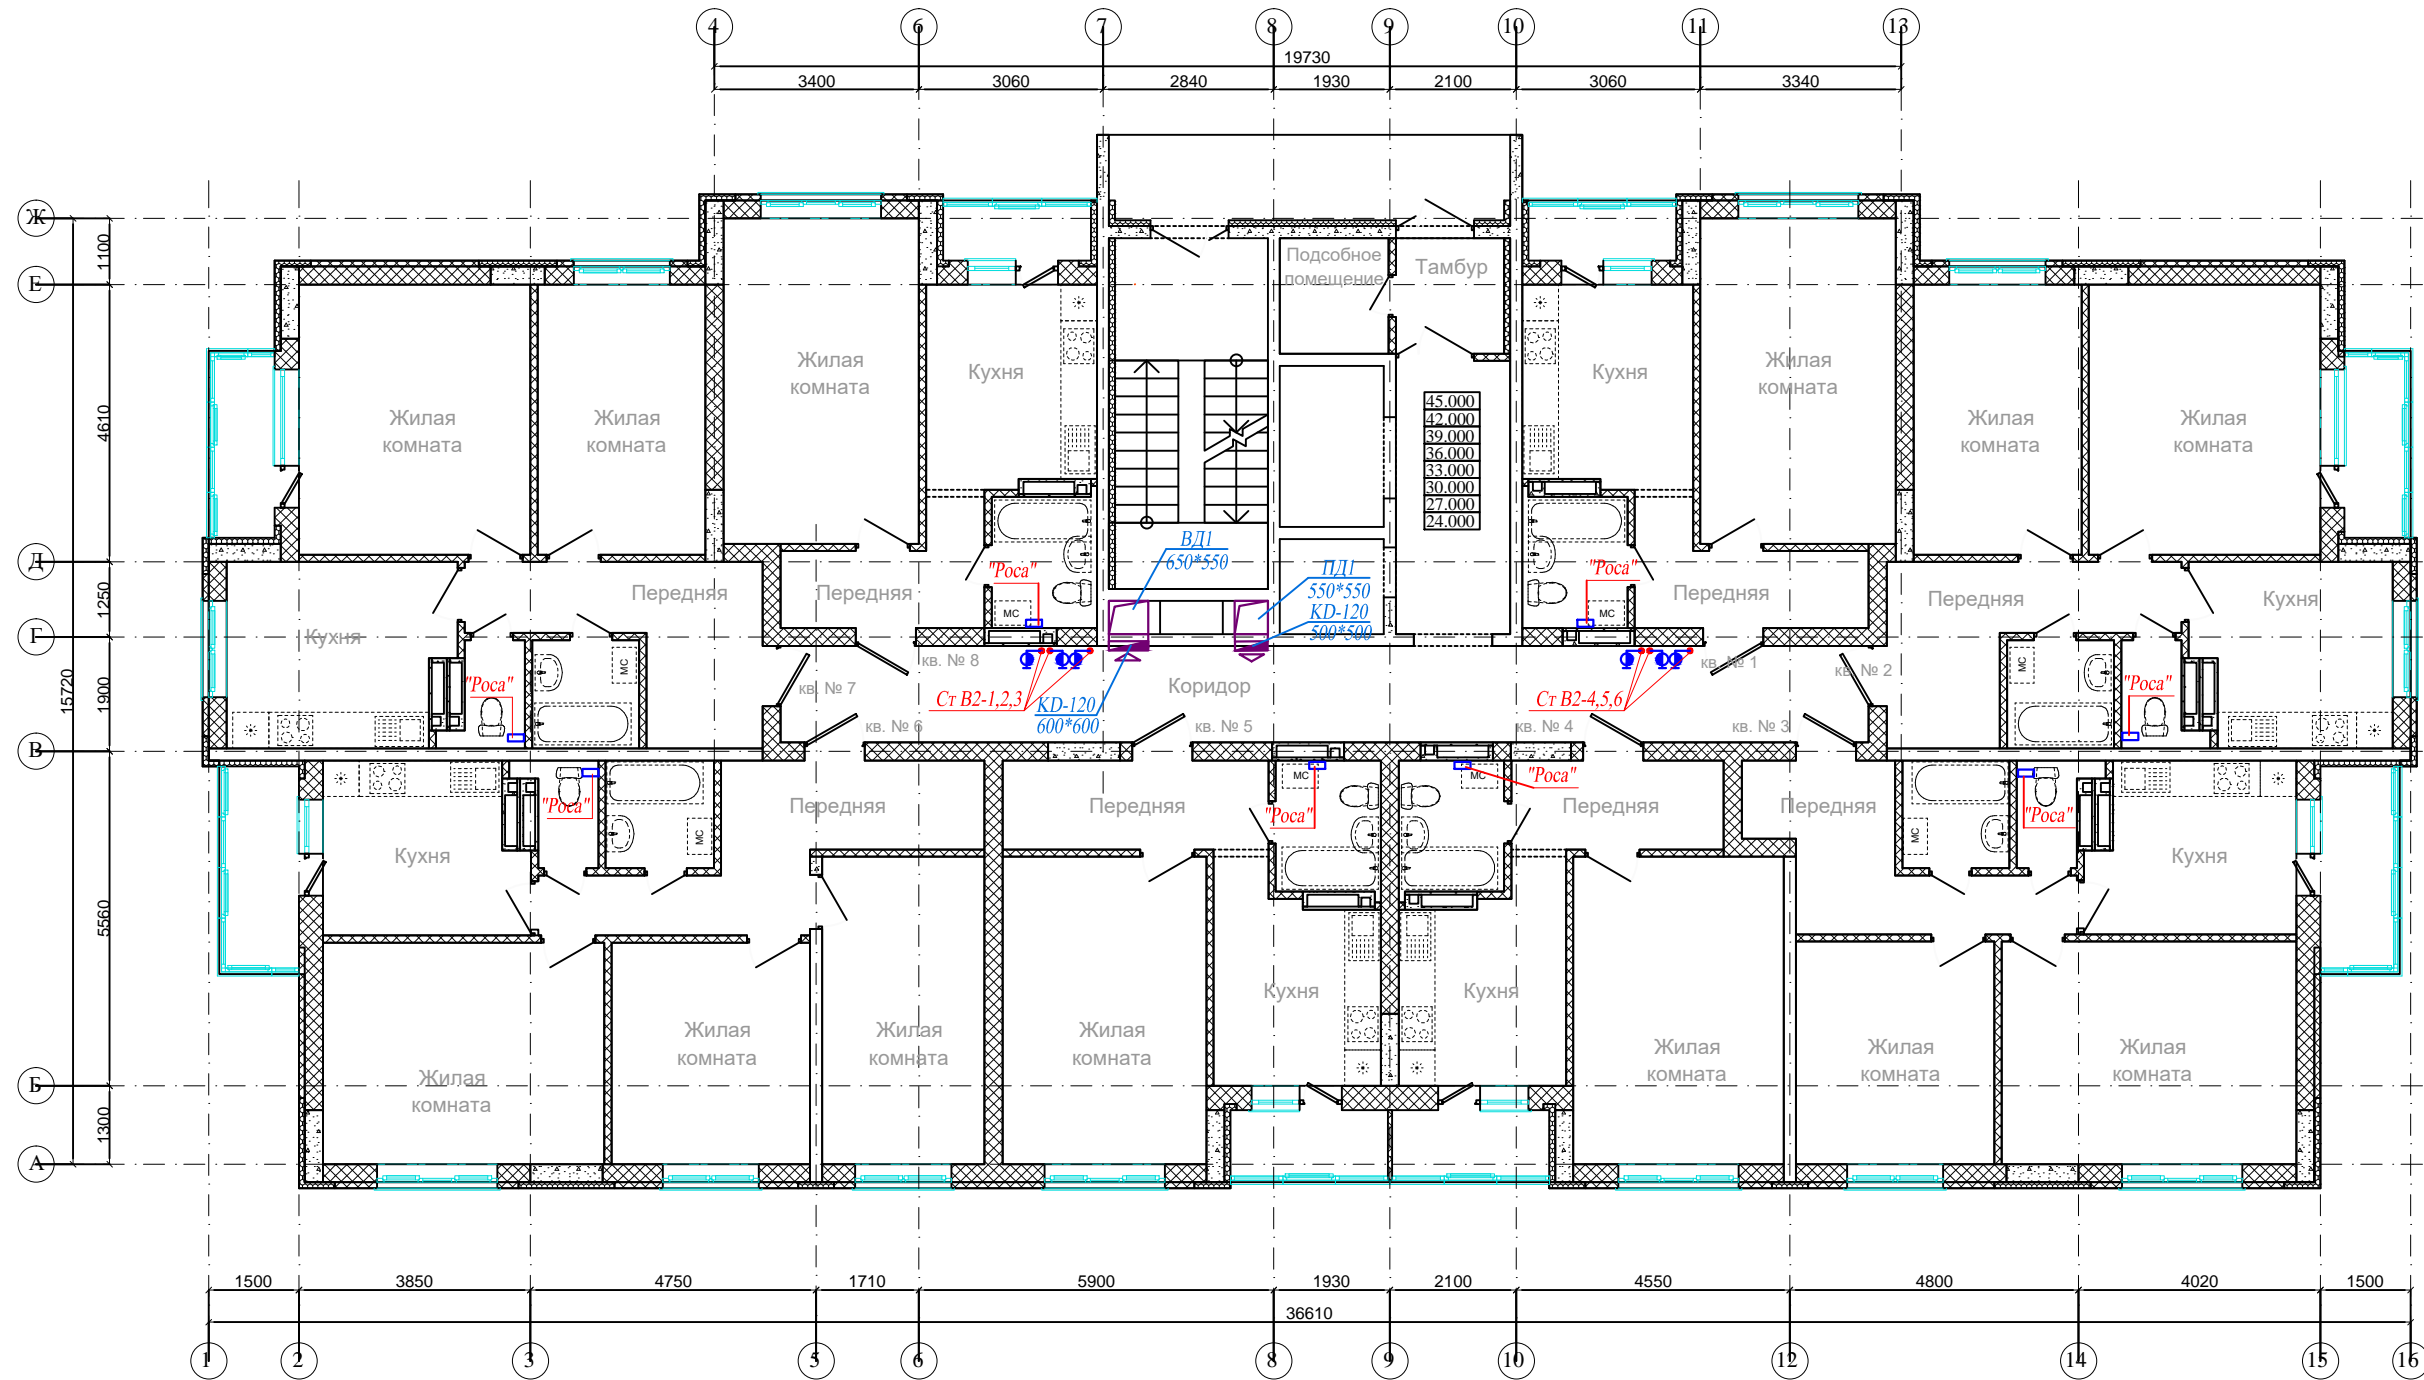 4 6 7 8 9 10 11 13
19730
3400 3060 2840 1930 2100 3060 3340
Ж
1100
Е
Подсобное
помещение
Тамбур
Жилая
комната
Кухня
Кухня
Жилая
комната
4610
Жилая
комната
Жилая
комната
45.000
42.000
39.000
36.000
33.000
30.000
27.000
24.000
Жилая
комната
Жилая
комната
Д
ВД1
650*550
ПД1
550*550
KD-120
500*500
"Роса"
"Роса"
1250
Передняя
Передняя
мс
мс
Передняя
Передняя
Кухня
Кухня
Г
кв. № 8
кв. № 1
кв. № 2
мс
мс
15720
1900
"Роса"
кв. № 7
Ст В2-1,2,3
Коридор
Ст В2-4,5,6
"Роса"
KD-120
600*600
кв. № 6
кв. № 5
кв. № 4
кв. № 3
В
мс
мс
"Роса"
"Роса"
Передняя
Передняя
"Роса"
Передняя
Передняя
"Роса"
мс
мс
Кухня
Кухня
5560
Кухня
Кухня
Жилая
комната
Жилая
комната
Жилая
комната
Жилая
комната
Жилая
комната
Жилая
комната
Жилая
комната
Б
1300
А
1500 3850 4750 1710 5900 1930 2100 4550 4800 4020 1500
36610
1 2 3 5 6 8 9 10 12 14 15 16